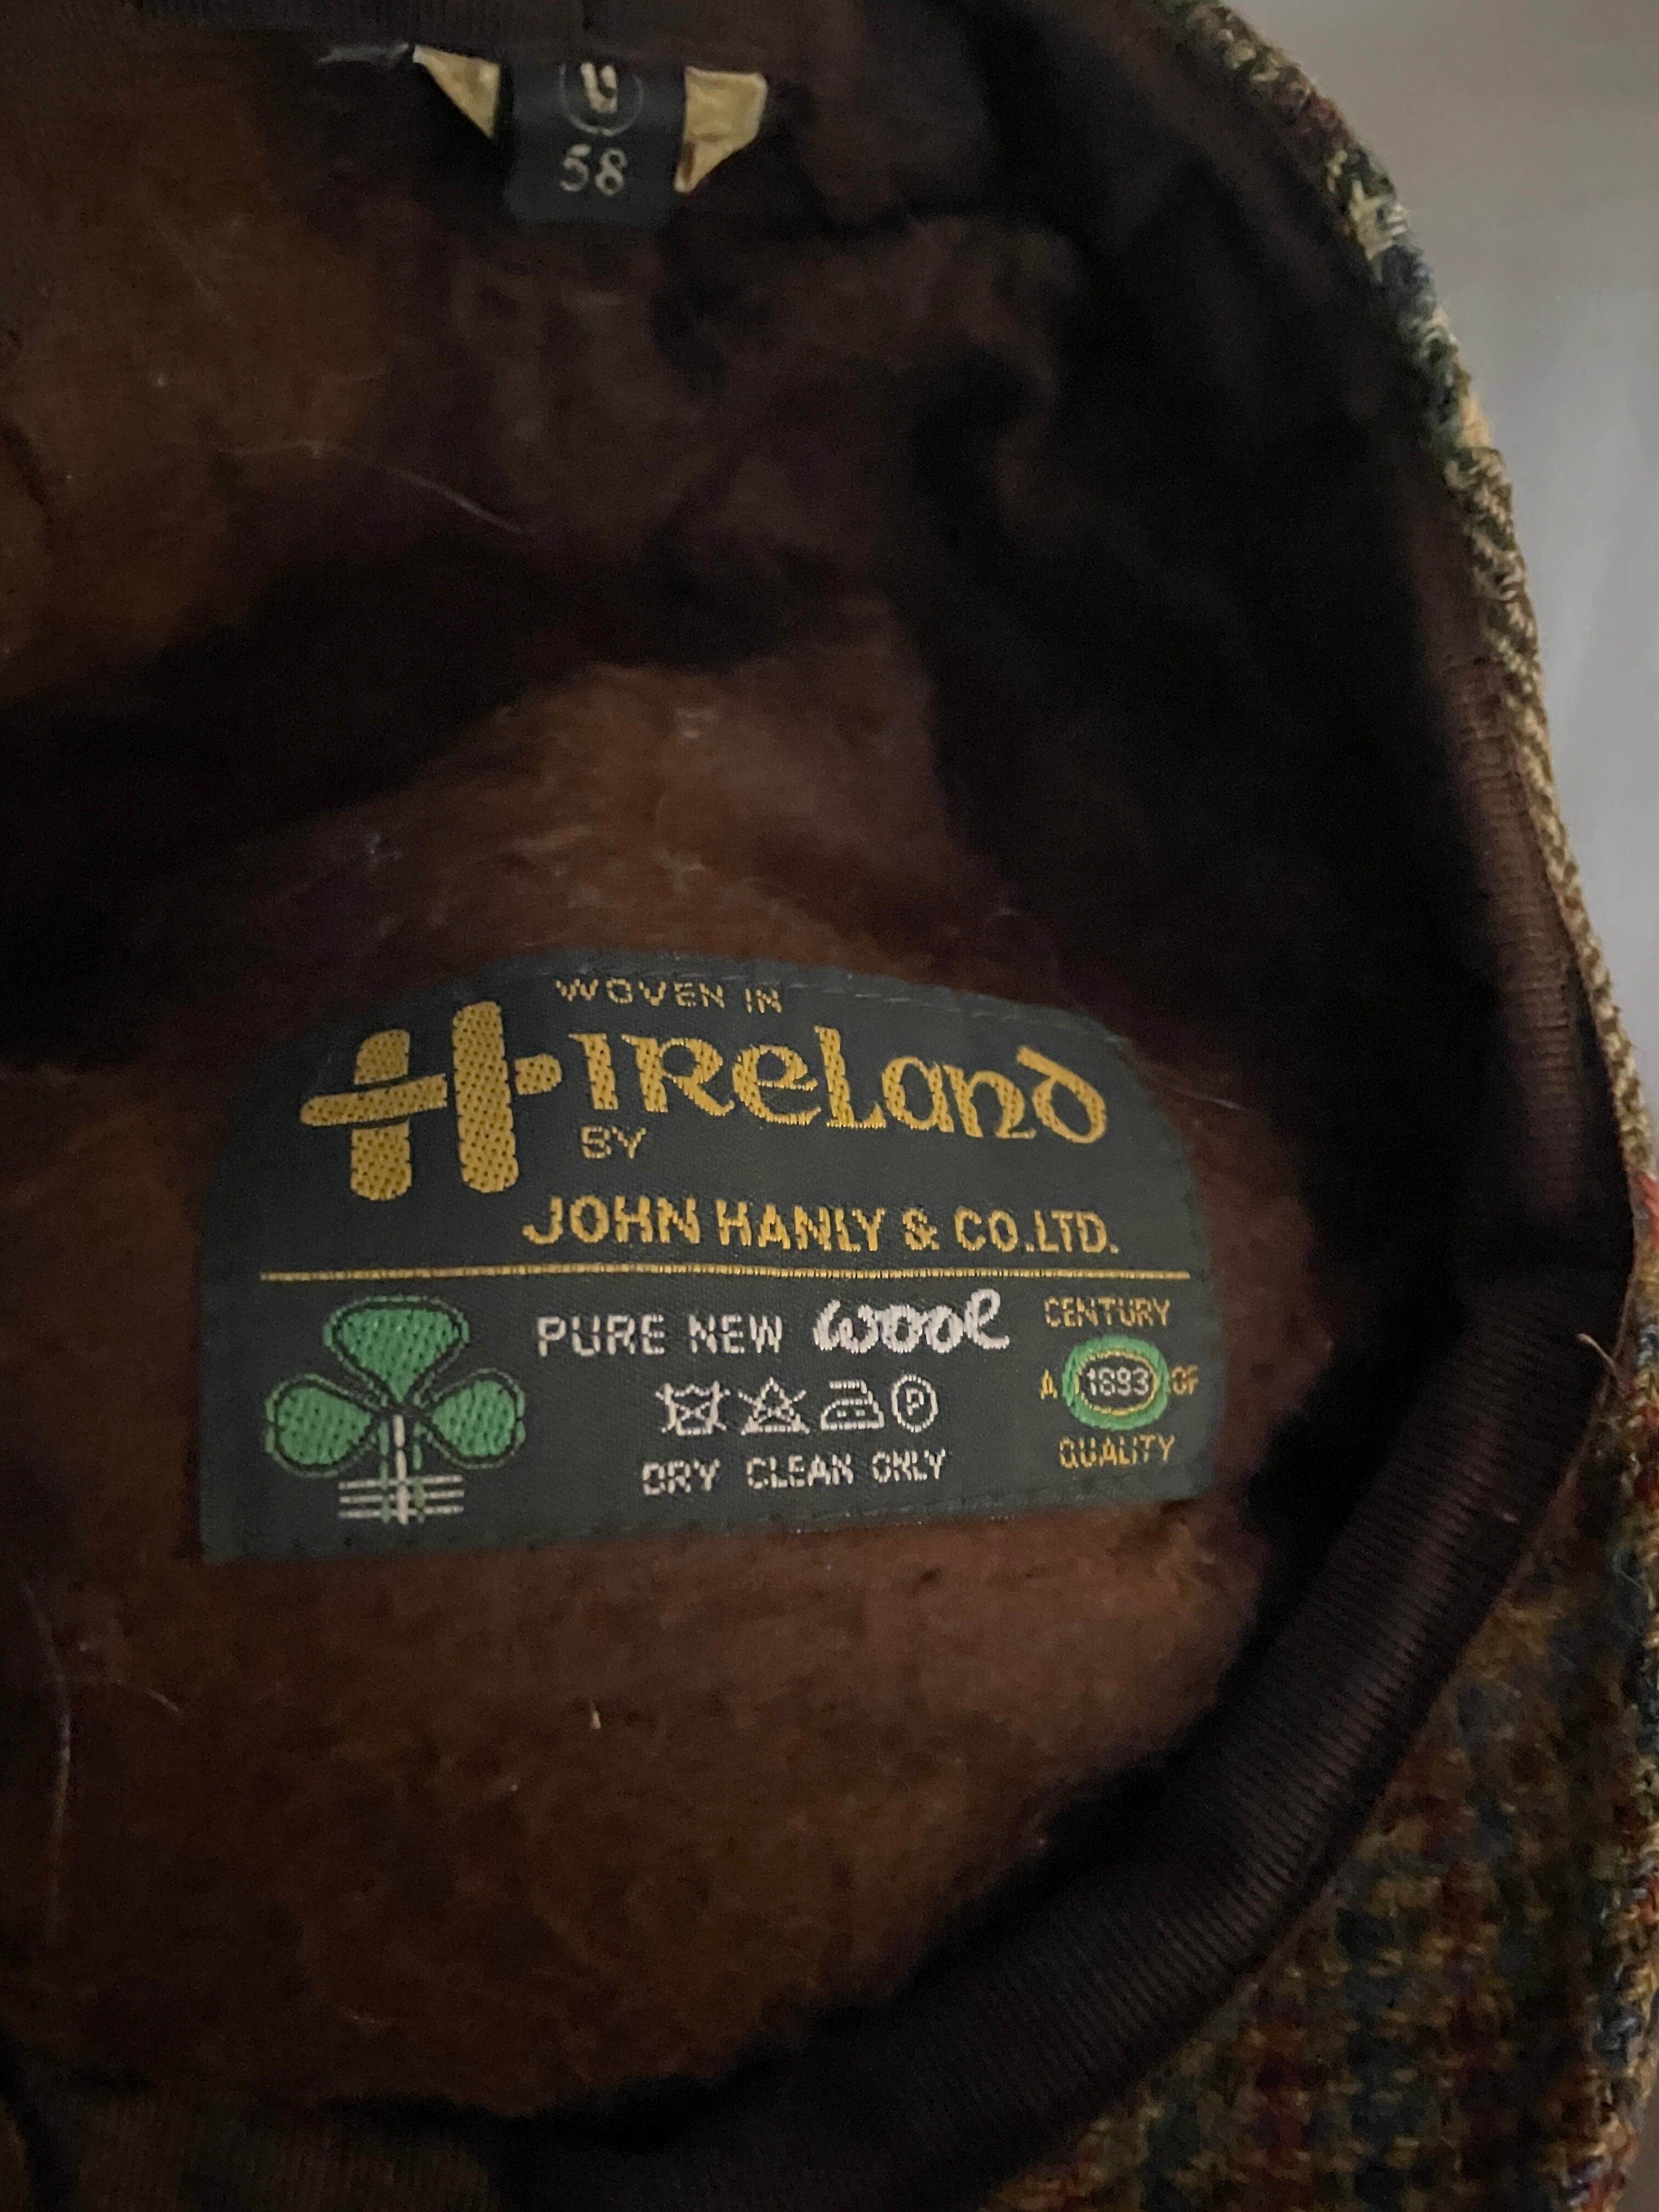 58
WOVEN IN
IRELAND
BY
JOHN HANLY & CO.LTD.
PURE NEW wool
P
DRY CLEAN ONLY
CENTURY
A 1893 OF
QUALITY